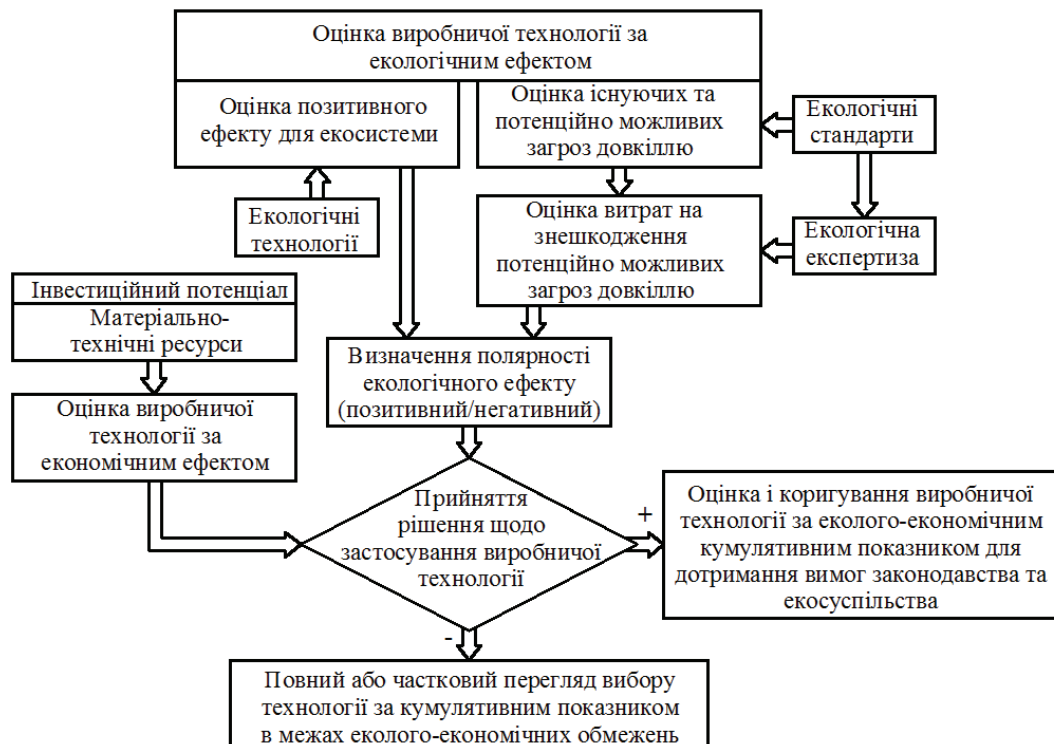 Оцінка виробничої технології за
екологічним ефектом
Оцінка позитивного
ефекту для екосистеми
Оцінка існуючих та
потенційно можливих
загроз довкіллю
Екологічні
стандарти
Екологічні
технології
Оцінка витрат на
знешкодження
потенційно можливих
загроз довкіллю
Екологічна
експертиза
Інвестиційний потенціал
Матеріально-
технічні ресурси
Визначення полярності
екологічного ефекту
(позитивний/негативний)
Оцінка виробничої
технології за
економічним ефектом
Прийняття
рішення щодо
застосування виробничої
технології
+
Оцінка і коригування виробничої
технології за еколого-економічним
кумулятивним показником для
дотримання вимог законодавства та
екосуспільства
-
Повний або частковий перегляд вибору
технології за кумулятивним показником
в межах еколого-економічних обмежень